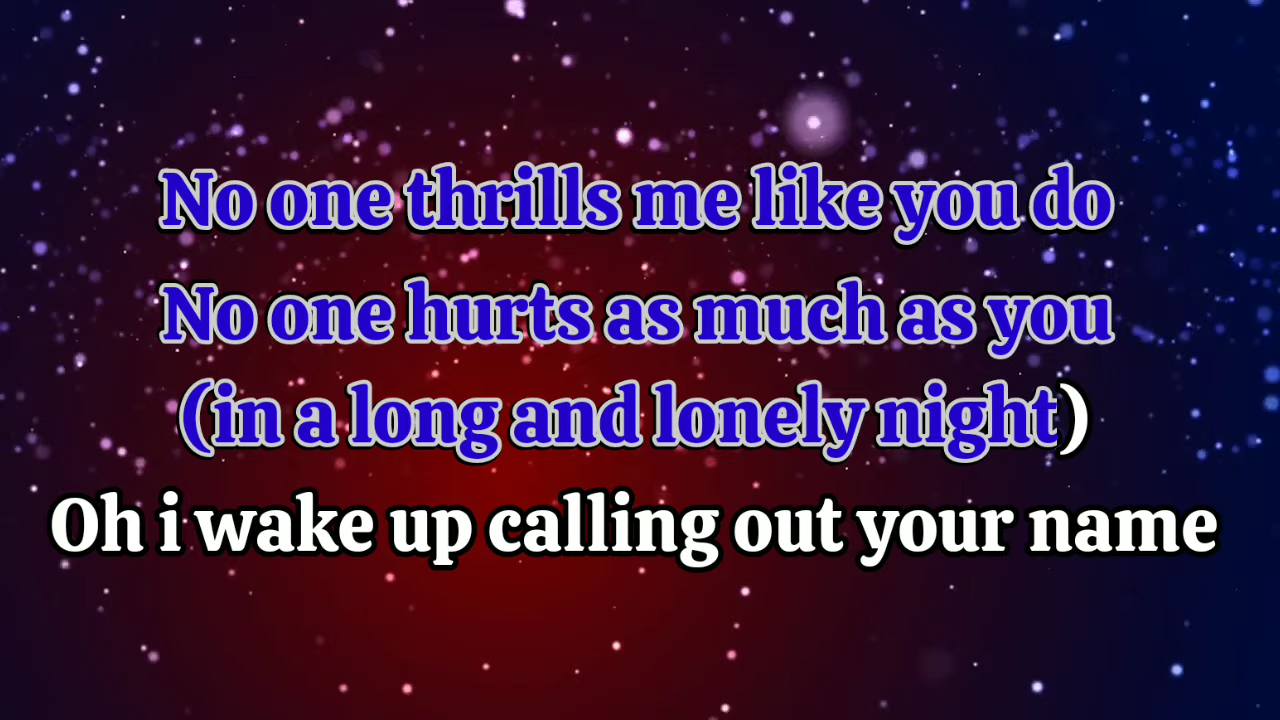 No one thrills me like you do
No one hurts as much as you
(in a long and lonely night)
Oh i wake up calling out your name